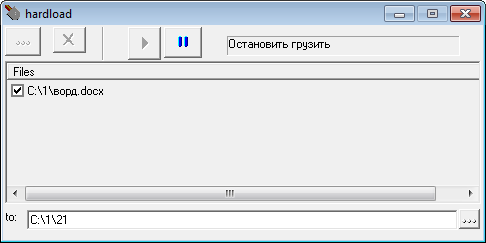 hardload
...
Остановить грузить
Files
C:\1\ворд.docx
to: C:\1\21 ...